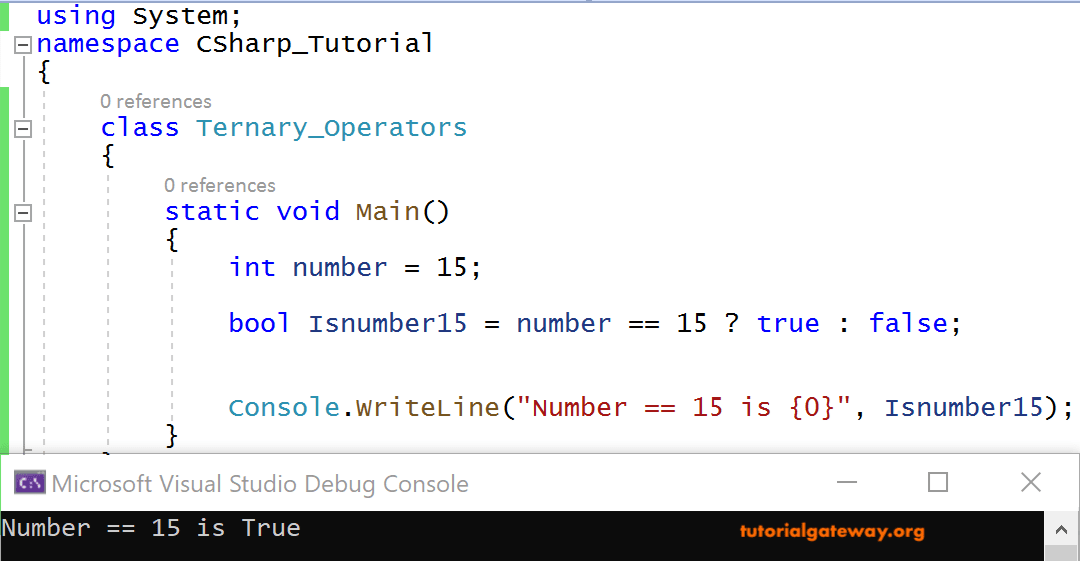 using System;
namespace CSharp_Tutorial
{
0 references
class Ternary_Operators
{
0 references
static void Main()
{
int number = 15;
bool Isnumber15 = number == 15 ? true : false;
Console.WriteLine("Number == 15 is {0}", Isnumber15);
}
C:\ Microsoft Visual Studio Debug Console
Number == 15 is True
tutorialgateway.org